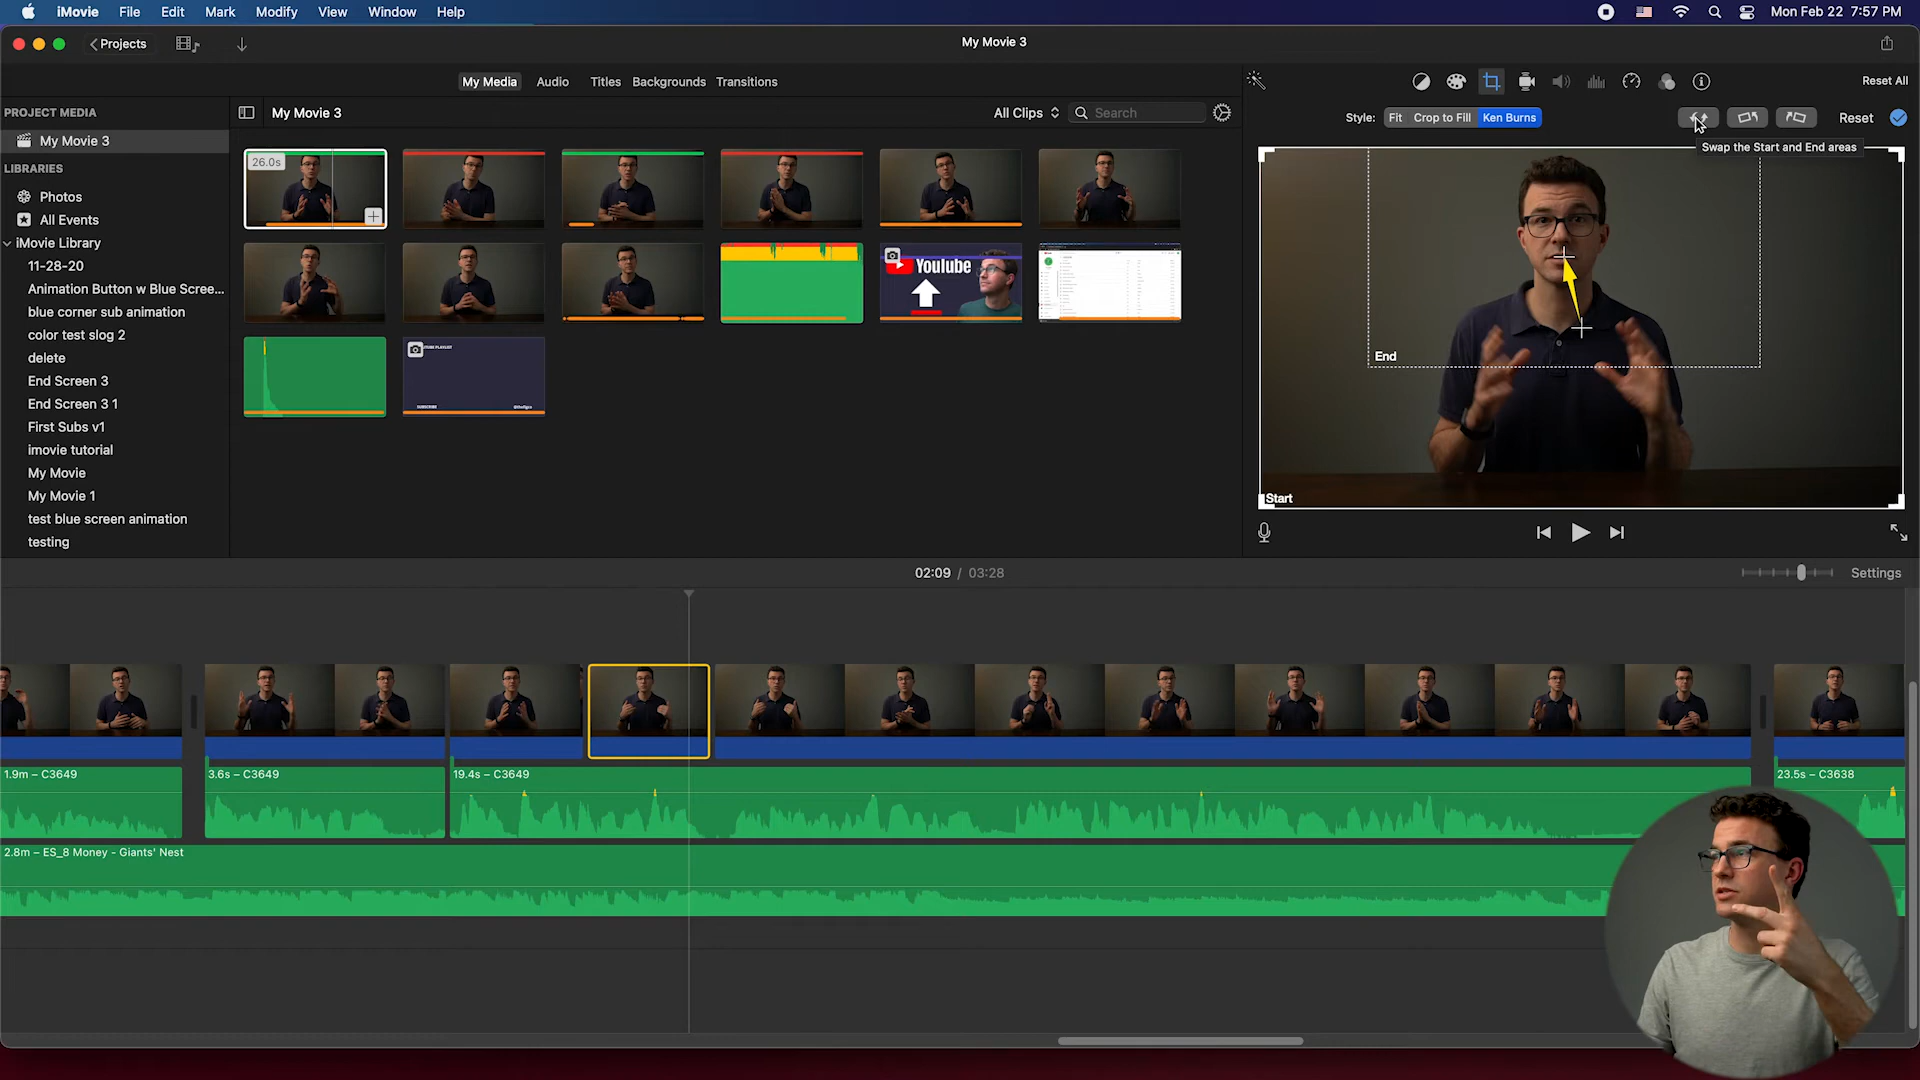 iMovie File Edit Mark Modify View Window Help
Mon Feb 22 7:57 PM
Projects
My Movie 3
My Media Audio Titles Backgrounds Transitions
Reset All
PROJECT MEDIA
My Movie 3
LIBRARIES
Photos
All Events
iMovie Library
11-28-20
Animation Button w Blue Scree...
blue corner sub animation
color test slog 2
delete
End Screen 3
End Screen 3 1
First Subs v1
imovie tutorial
My Movie
My Movie 1
test blue screen animation
testing
My Movie 3
All Clips
Search
26.0s
YouTube
SUBSCRIBE
Style: Fit Crop to Fill Ken Burns
Reset
Swap the Start and End areas
End
Start
02:09 / 03:28
Settings
1.9m – C3649
3.6s – C3649
19.4s – C3649
23.5s – C3638
2.8m – ES_8 Money - Giants' Nest